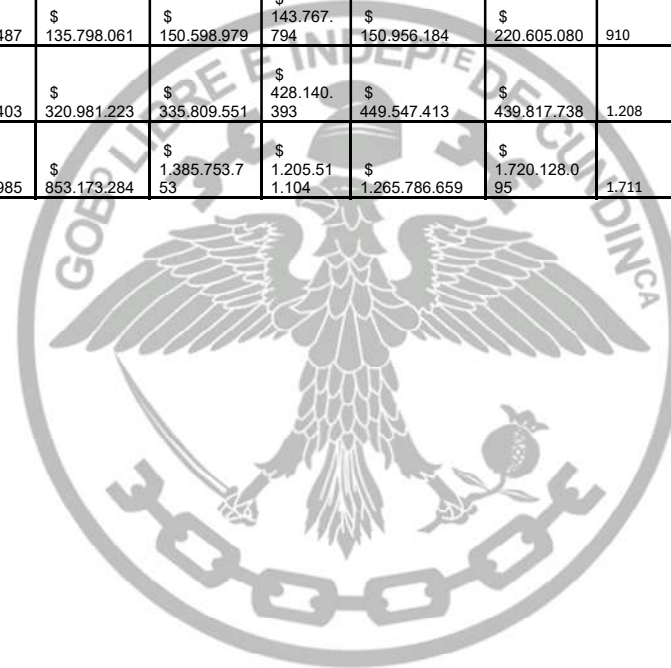 487 $ 135.798.061 $ 150.598.979 $ 143.767.794 $ 150.956.184 $ 220.605.080 910
403 $ 320.981.223 $ 335.809.551 $ 428.140.393 $ 449.547.413 $ 439.817.738 1.208
985 $ 853.173.284 $ 1.385.753.753 $ 1.205.511.104 $ 1.265.786.659 $ 1.720.128.095 1.711
GOBº LIBRE E INDEPTE DE CUNDINCA